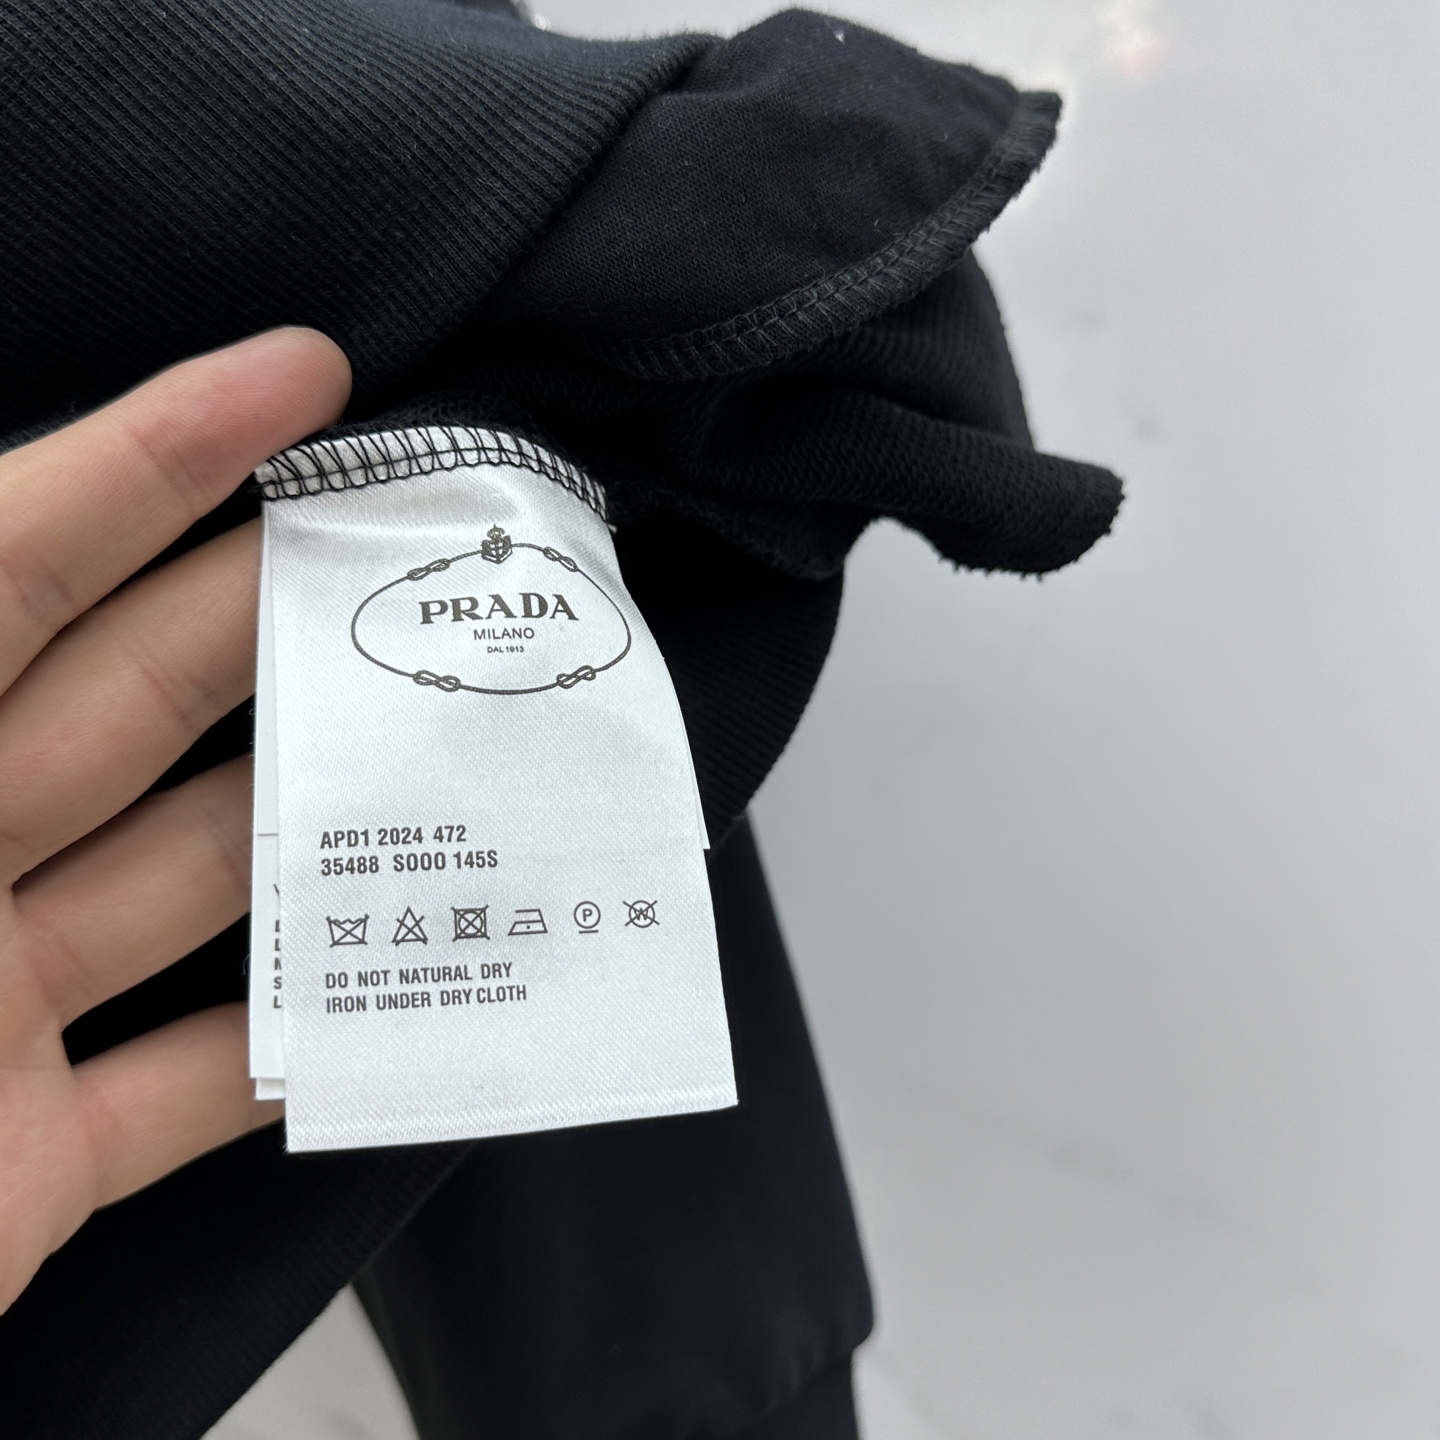 PRADA
MILANO
DAL 1913
APD1 2024 472
35488 S000 145S
P
W
DO NOT NATURAL DRY
IRON UNDER DRY CLOTH